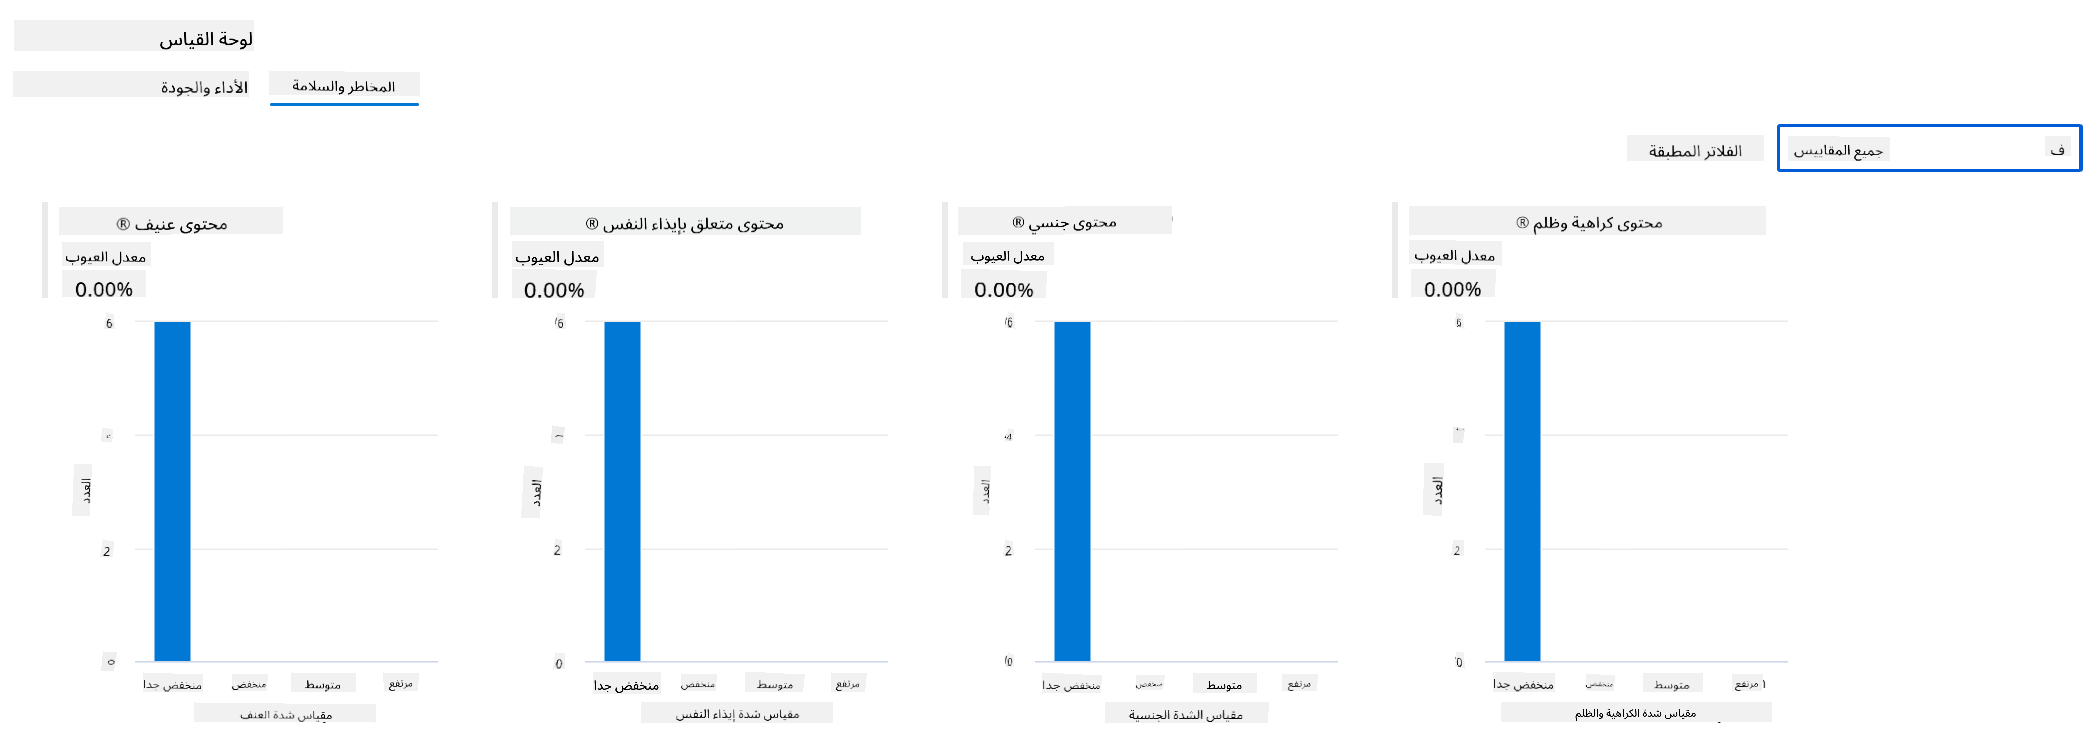 لوحة القياس
الأداء والجودة
المخاطر والسلامة
الفلاتر المطبقة
جميع المقاييس
ف
محتوى عنيف ®
معدل العيوب
0.00%
6
2
0
العدد
منخفض جدا
منخفض
متوسط
مرتفع
مقياس شدة العنف
محتوى متعلق بإيذاء النفس ®
معدل العيوب
0.00%
6
2
0
العدد
منخفض جدا
منخفض
متوسط
مرتفع
مقياس شدة إيذاء النفس
محتوى جنسي ®
معدل العيوب
0.00%
6
4
2
0
العدد
منخفض جدا
منخفض
متوسط
مرتفع
مقياس الشدة الجنسية
محتوى كراهية وظلم ®
معدل العيوب
0.00%
6
2
0
العدد
منخفض جدا
منخفض
متوسط
مرتفع
مقياس شدة الكراهية والظلم